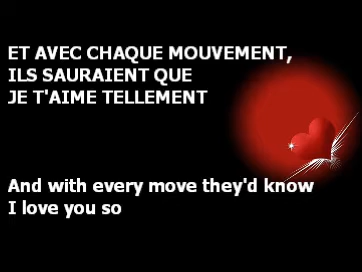 ET AVEC CHAQUE MOUVEMENT,
ILS SAURAIENT QUE
JE T'AIME TELLEMENT
And with every move they'd know
I love you so